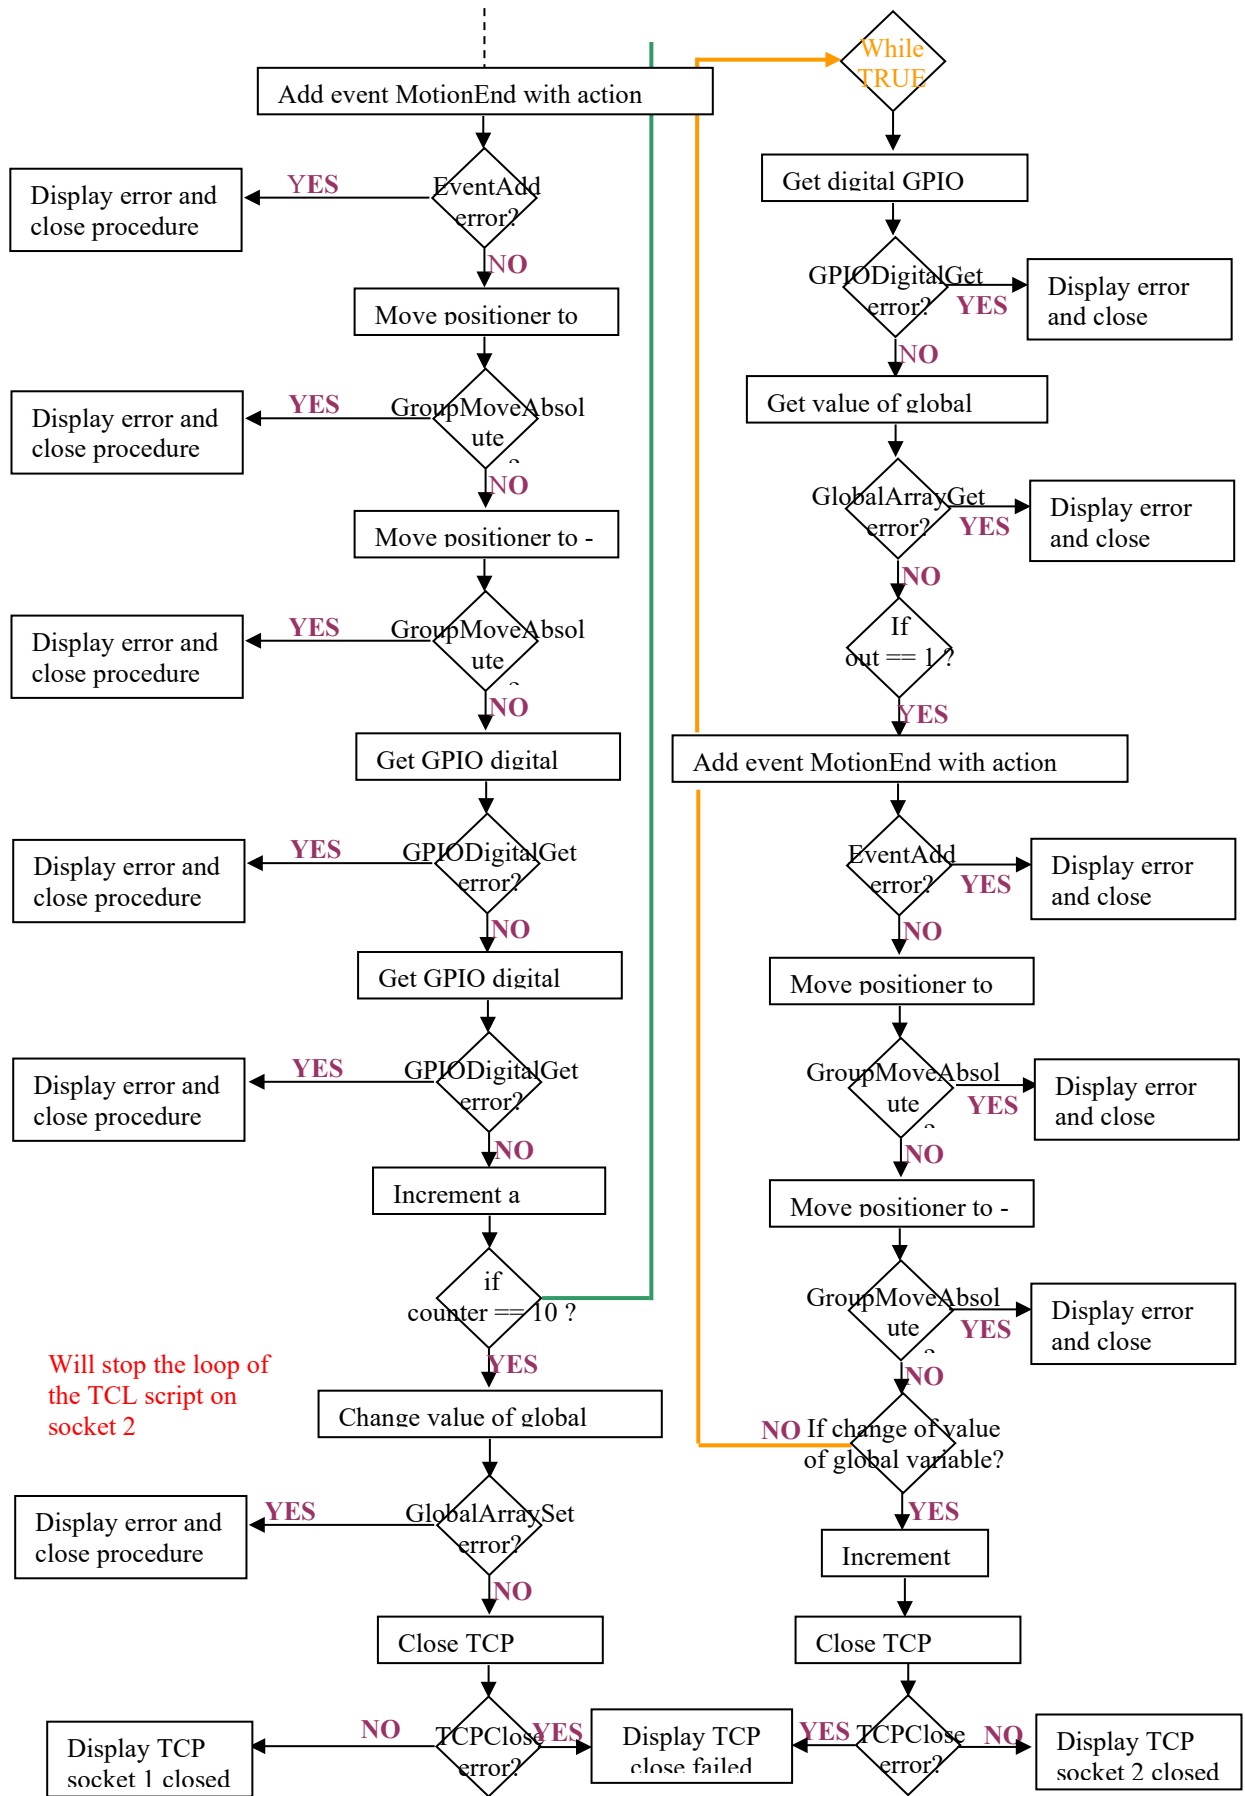 Add event MotionEnd with action
EventAdd
error?
YES
Display error and
close procedure
NO
Move positioner to
GroupMoveAbsol
ute
YES
Display error and
close procedure
NO
Move positioner to -
GroupMoveAbsol
ute
YES
Display error and
close procedure
NO
Get GPIO digital
GPIODigitalGet
error?
YES
Display error and
close procedure
NO
Get GPIO digital
GPIODigitalGet
error?
YES
Display error and
close procedure
NO
Increment a
if
counter == 10 ?
YES
Will stop the loop of
the TCL script on
socket 2
Change value of global
GlobalArraySet
error?
YES
Display error and
close procedure
NO
Close TCP
TCPClose
error?
NO
Display TCP
socket 1 closed
YES
Display TCP
close failed
While
TRUE
Get digital GPIO
GPIODigitalGet
error?
YES
Display error
and close
NO
Get value of global
GlobalArrayGet
error?
YES
Display error
and close
NO
If
out == 1 ?
YES
Add event MotionEnd with action
EventAdd
error?
YES
Display error
and close
NO
Move positioner to
GroupMoveAbsol
ute
YES
Display error
and close
NO
Move positioner to -
GroupMoveAbsol
ute
YES
Display error
and close
NO
If change of value
of global variable?
NO
YES
Increment
Close TCP
TCPClose
error?
YES
NO
Display TCP
socket 2 closed